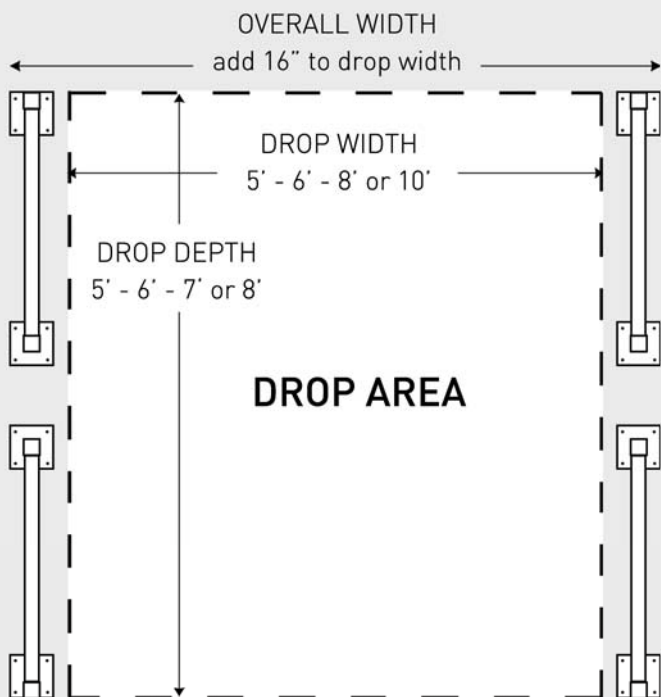 OVERALL WIDTH
add 16” to drop width
DROP WIDTH
5’ - 6’ - 8’ or 10’
DROP DEPTH
5’ - 6’ - 7’ or 8’
DROP AREA